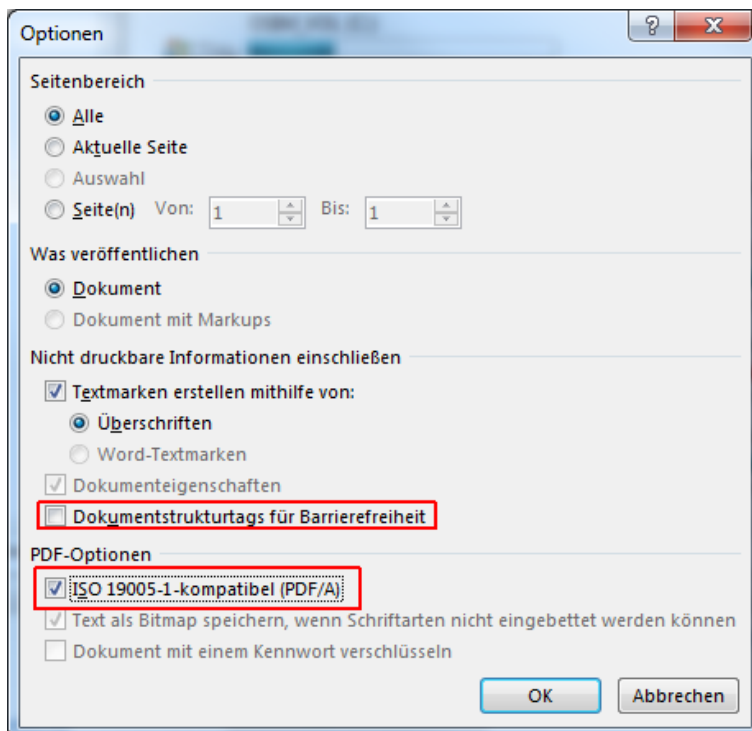 Optionen
Seitenbereich
Alle
Aktuelle Seite
Auswahl
Seite(n) Von: 1 Bis: 1
Was veröffentlichen
Dokument
Dokument mit Markups
Nicht druckbare Informationen einschließen
Textmarken erstellen mithilfe von:
Überschriften
Word-Textmarken
Dokumenteigenschaften
Dokumentstrukturtags für Barrierefreiheit
PDF-Optionen
ISO 19005-1-kompatibel (PDF/A)
Text als Bitmap speichern, wenn Schriftarten nicht eingebettet werden können
Dokument mit einem Kennwort verschlüsseln
OK Abbrechen